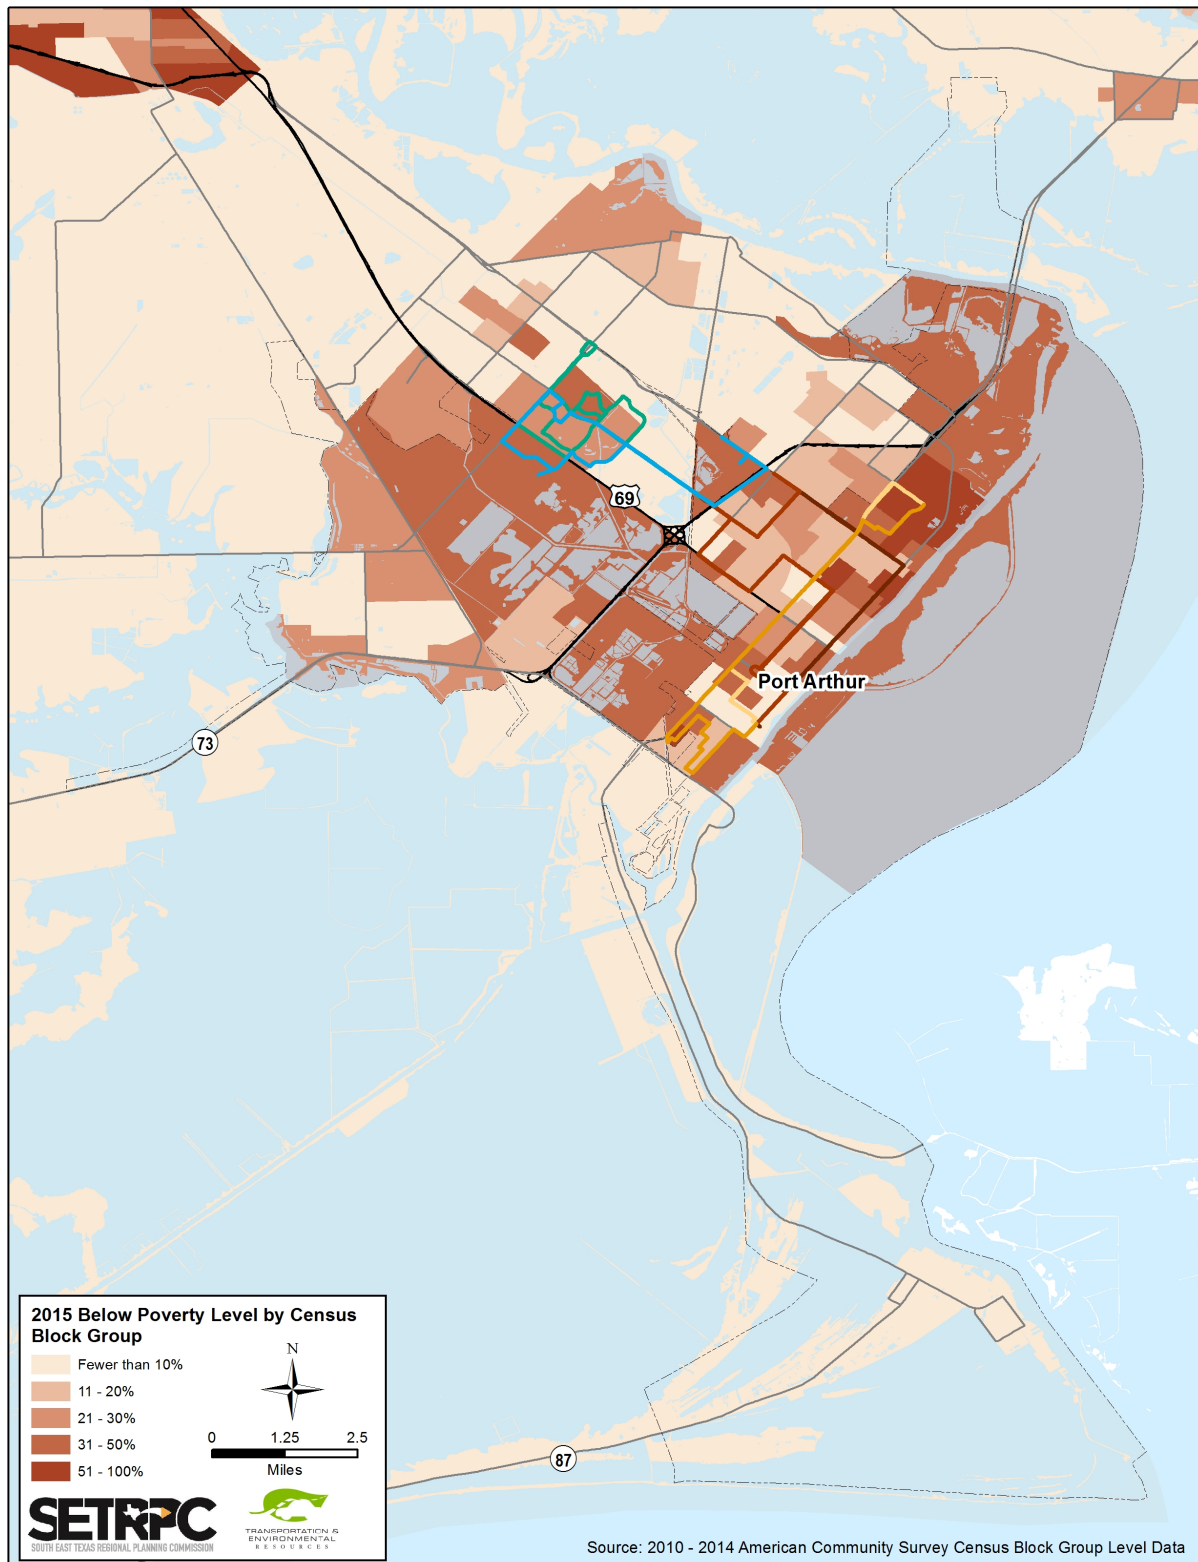 69
Port Arthur
73
87
2015 Below Poverty Level by Census
Block Group
Fewer than 10%
11 - 20%
21 - 30%
31 - 50%
51 - 100%
N
0 1.25 2.5
Miles
SETRPC
SOUTH EAST TEXAS REGIONAL PLANNING COMMISSION
TRANSPORTATION &
ENVIRONMENTAL
RESOURCES
Source: 2010 - 2014 American Community Survey Census Block Group Level Data